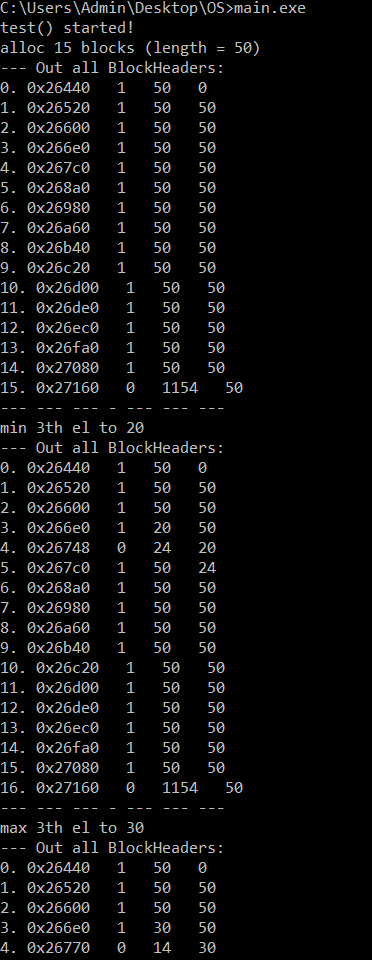 C:\Users\Admin\Desktop\OS>main.exe
test() started!
alloc 15 blocks (length = 50)
--- Out all BlockHeaders:
0. 0x26440   1   50   0
1. 0x26520   1   50   50
2. 0x26600   1   50   50
3. 0x266e0   1   50   50
4. 0x267c0   1   50   50
5. 0x268a0   1   50   50
6. 0x26980   1   50   50
7. 0x26a60   1   50   50
8. 0x26b40   1   50   50
9. 0x26c20   1   50   50
10. 0x26d00   1   50   50
11. 0x26de0   1   50   50
12. 0x26ec0   1   50   50
13. 0x26fa0   1   50   50
14. 0x27080   1   50   50
15. 0x27160   0   1154   50
--- --- --- - --- --- ---
min 3th el to 20
--- Out all BlockHeaders:
0. 0x26440   1   50   0
1. 0x26520   1   50   50
2. 0x26600   1   50   50
3. 0x266e0   1   20   50
4. 0x26748   0   24   20
5. 0x267c0   1   50   24
6. 0x268a0   1   50   50
7. 0x26980   1   50   50
8. 0x26a60   1   50   50
9. 0x26b40   1   50   50
10. 0x26c20   1   50   50
11. 0x26d00   1   50   50
12. 0x26de0   1   50   50
13. 0x26ec0   1   50   50
14. 0x26fa0   1   50   50
15. 0x27080   1   50   50
16. 0x27160   0   1154   50
--- --- --- - --- --- ---
max 3th el to 30
--- Out all BlockHeaders:
0. 0x26440   1   50   0
1. 0x26520   1   50   50
2. 0x26600   1   50   50
3. 0x266e0   1   30   50
4. 0x26770   0   14   30